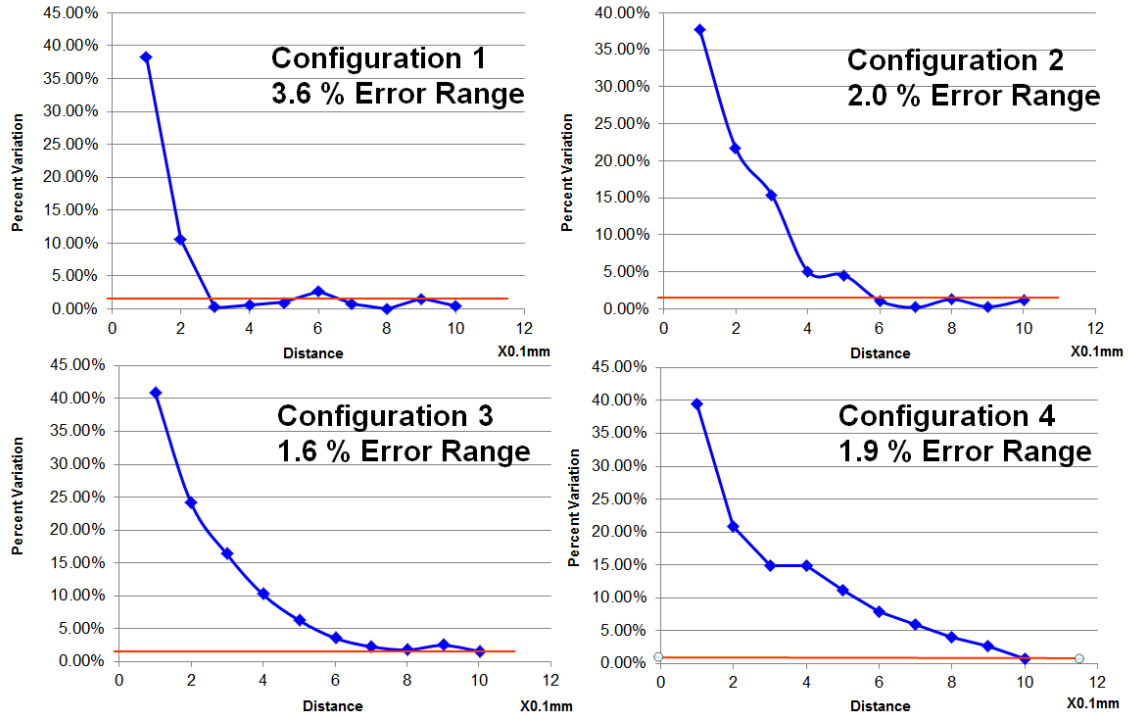 45.00%
40.00%
35.00%
30.00%
25.00%
20.00%
15.00%
10.00%
5.00%
0.00%
Percent Variation
Configuration 1
3.6 % Error Range
0 2 4 6 8 10 12
Distance
X0.1mm
40.00%
35.00%
30.00%
25.00%
20.00%
15.00%
10.00%
5.00%
0.00%
Percent Variation
Configuration 2
2.0 % Error Range
0 2 4 6 8 10 12
Distance
X0.1mm
45.00%
40.00%
35.00%
30.00%
25.00%
20.00%
15.00%
10.00%
5.00%
0.00%
Percent Variation
Configuration 3
1.6 % Error Range
0 2 4 6 8 10 12
Distance
X0.1mm
45.00%
40.00%
35.00%
30.00%
25.00%
20.00%
15.00%
10.00%
5.00%
0.00%
Percent Variation
Configuration 4
1.9 % Error Range
0 2 4 6 8 10 12
Distance
X0.1mm